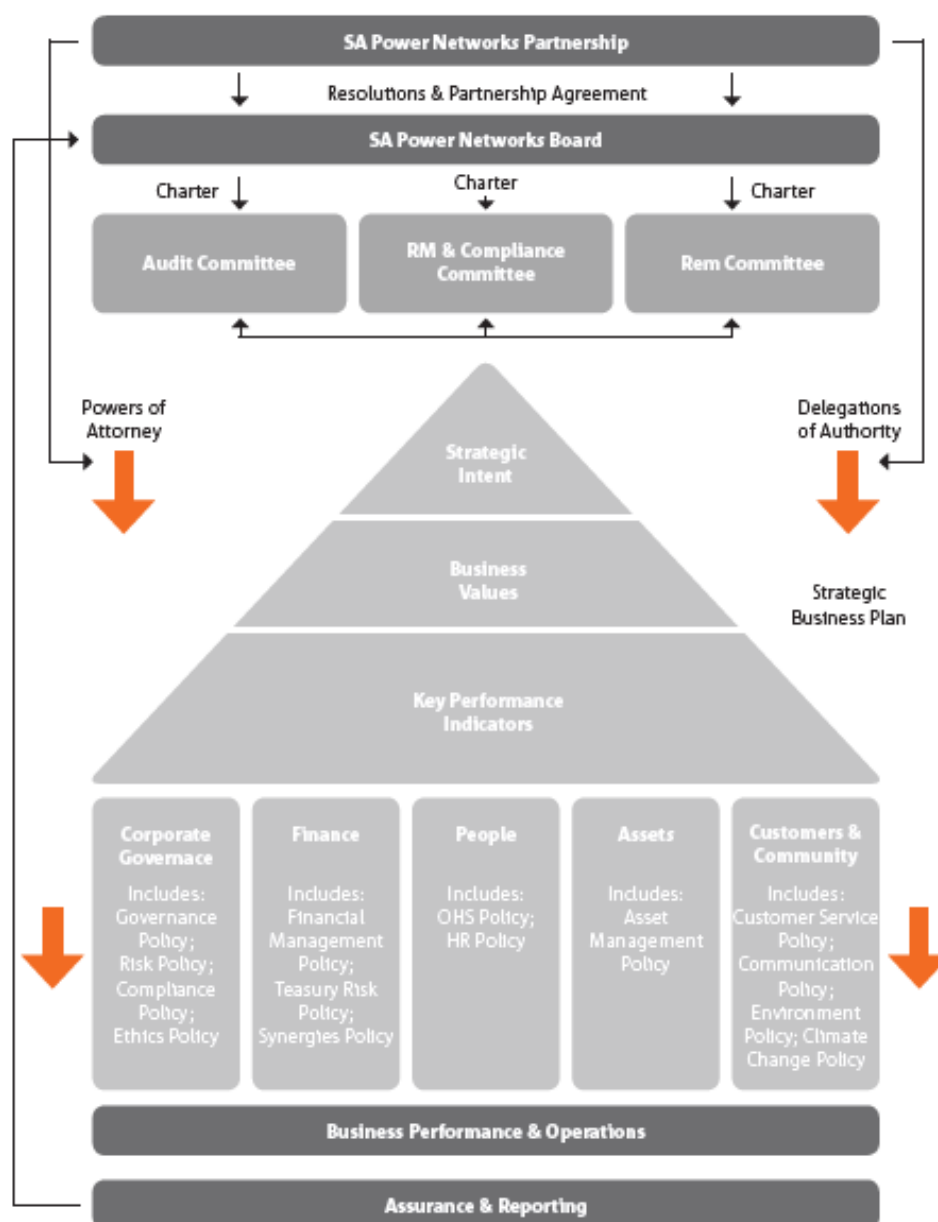 SA Power Networks Partnership
Resolutions & Partnership Agreement
SA Power Networks Board
Charter
Charter
Charter
Audit Committee
RM & Compliance
Committee
Rem Committee
Powers of
Attorney
Delegations
of Authority
Strategic
Intent
Business
Values
Strategic
Business Plan
Key Performance
Indicators
Corporate
Governace
Includes:
Governance
Policy;
Risk Policy;
Compliance
Policy;
Ethics Policy
Finance
Includes:
Financial
Management
Policy;
Teasury Risk
Policy;
Synergies Policy
People
Includes:
OHS Policy;
HR Policy
Assets
Includes:
Asset
Management
Policy
Customers &
Community
Includes:
Customer Service
Policy;
Communication
Policy;
Environment
Policy; Climate
Change Policy
Business Performance & Operations
Assurance & Reporting